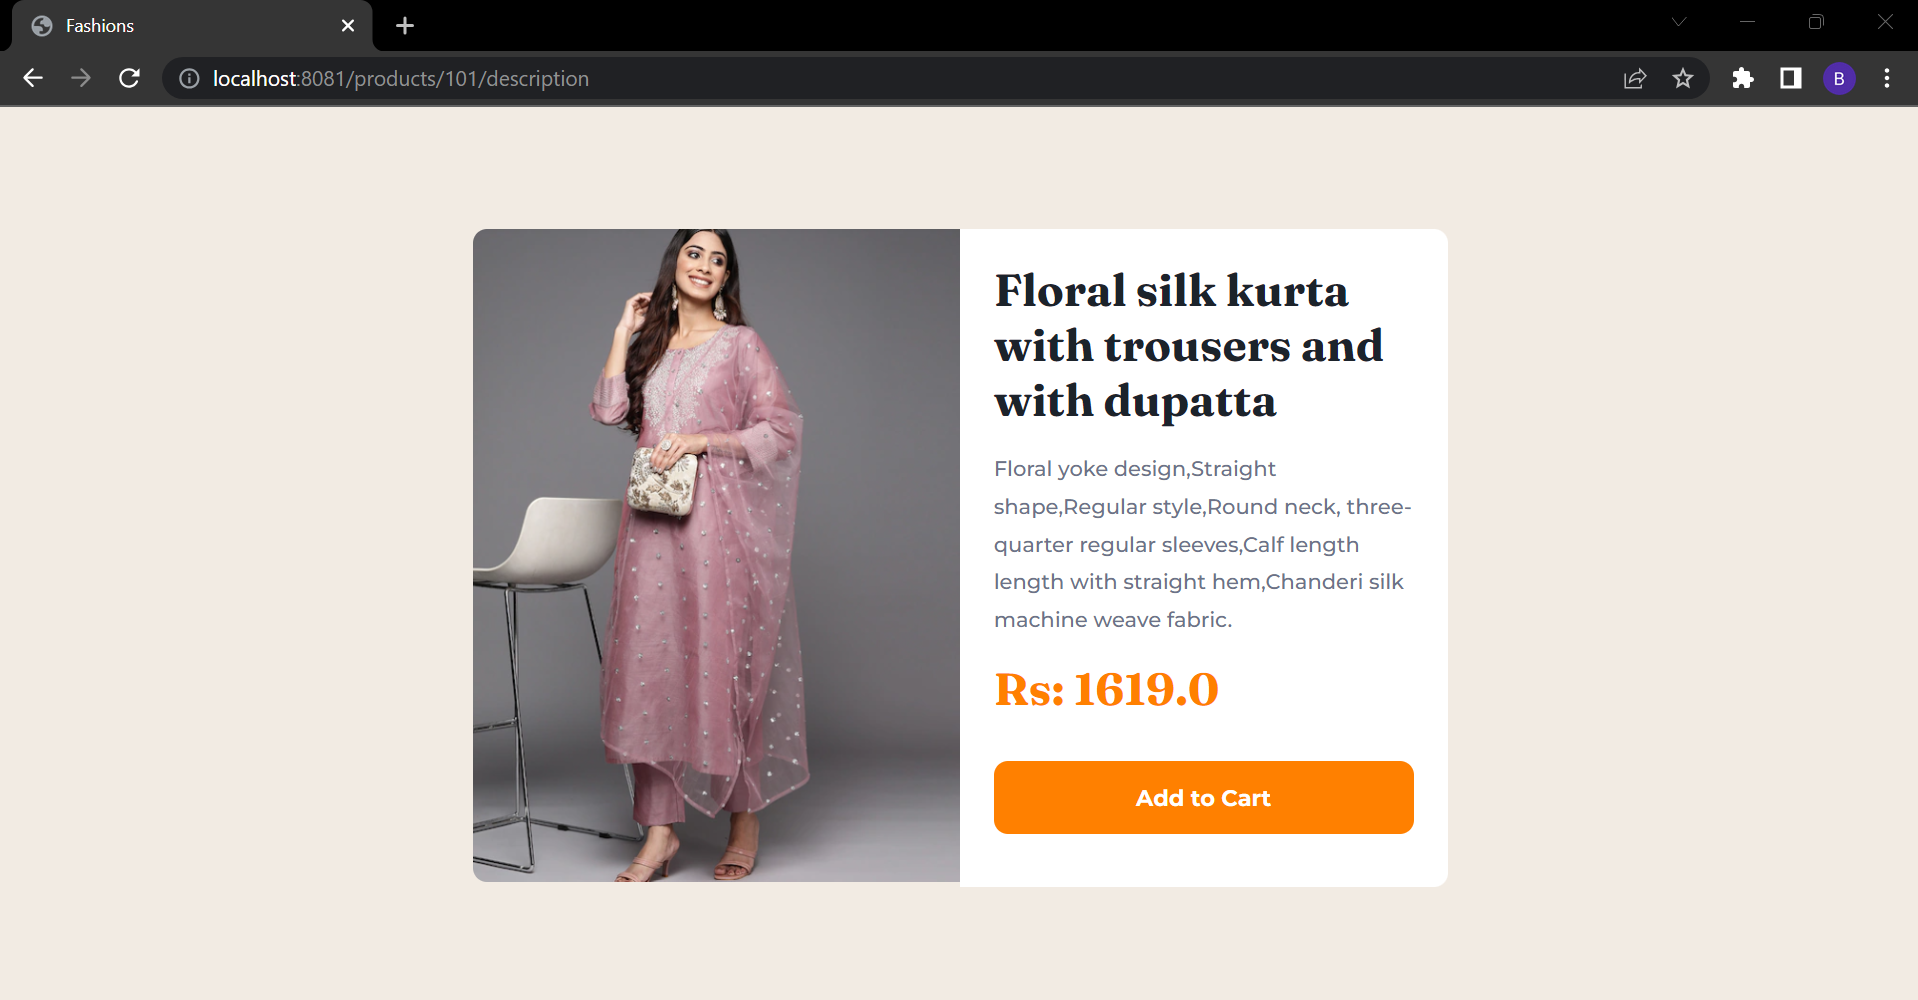 Fashions
localhost:8081/products/101/description
B
Floral silk kurta
with trousers and
with dupatta
Floral yoke design,Straight
shape,Regular style,Round neck, three-
quarter regular sleeves,Calf length
length with straight hem,Chanderi silk
machine weave fabric.
Rs: 1619.0
Add to Cart